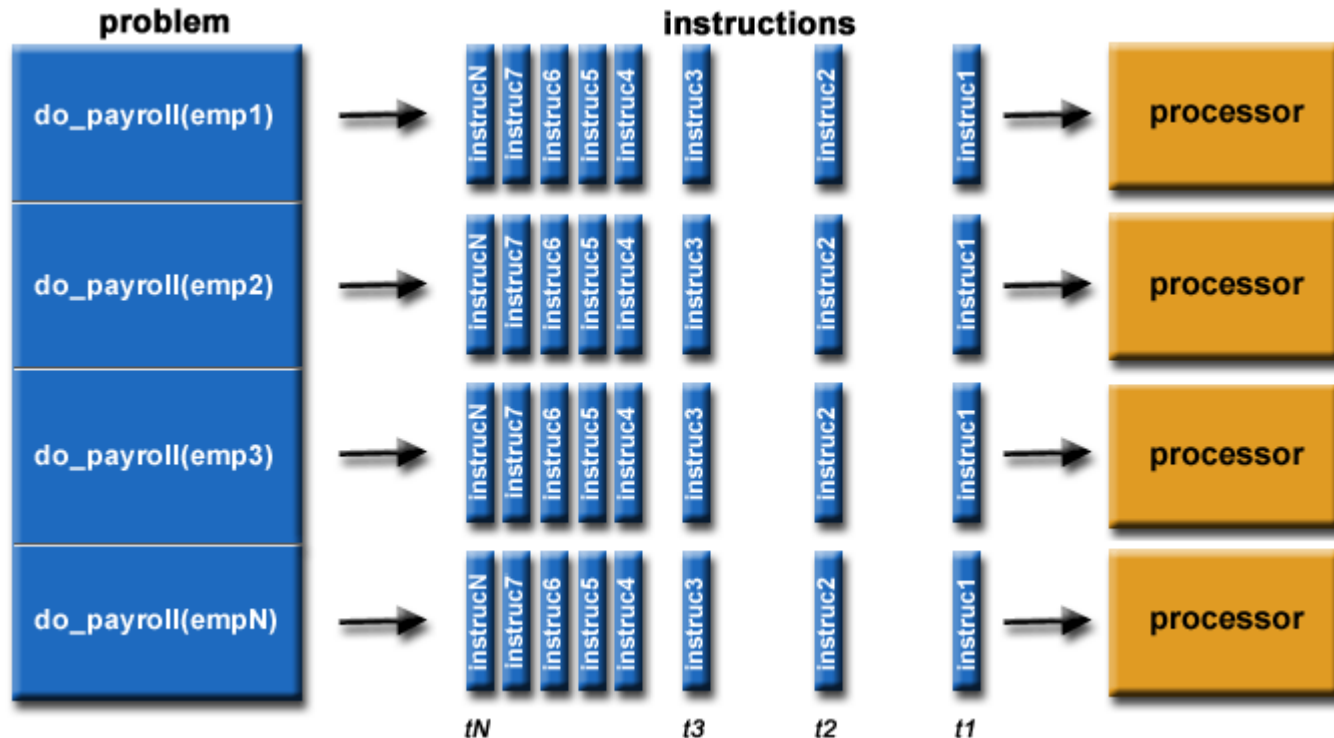 problem
instructions
do_payroll(emp1)
instrucN
instruc7
instruc6
instruc5
instruc4
instruc3
instruc2
instruc1
processor
do_payroll(emp2)
instrucN
instruc7
instruc6
instruc5
instruc4
instruc3
instruc2
instruc1
processor
do_payroll(emp3)
instrucN
instruc7
instruc6
instruc5
instruc4
instruc3
instruc2
instruc1
processor
do_payroll(empN)
instrucN
instruc7
instruc6
instruc5
instruc4
instruc3
instruc2
instruc1
processor
tN t3 t2 t1